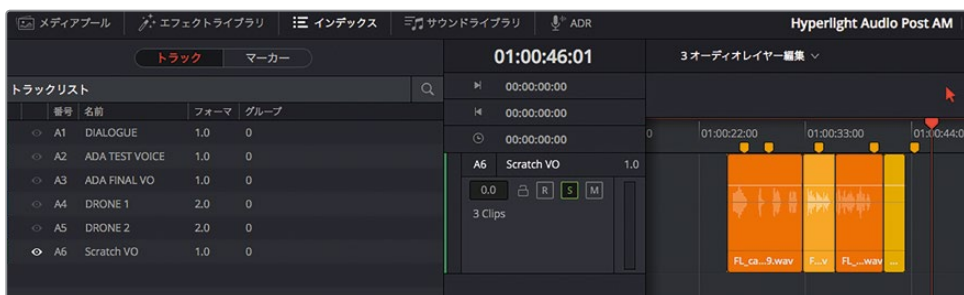 メディアプール エフェクトライブラリ インデックス サウンドライブラリ ADR Hyperlight Audio Post AM
トラック マーカー 01:00:46:01 3 オーディオレイヤー編集
トラックリスト 00:00:00:00
番号 名前 フォーマ グループ 00:00:00:00
A1 DIALOGUE 1.0 0 00:00:00:00 01:00:22:00 01:00:33:00 01:00:44:0
A2 ADA TEST VOICE 1.0 0 A6 Scratch VO 1.0
A3 ADA FINAL VO 1.0 0 0.0 R S M
A4 DRONE 1 2.0 0 3 Clips
A5 DRONE 2 2.0 0
A6 Scratch VO 1.0 0 FL_ca...9.wav F...v FL_...wav ...